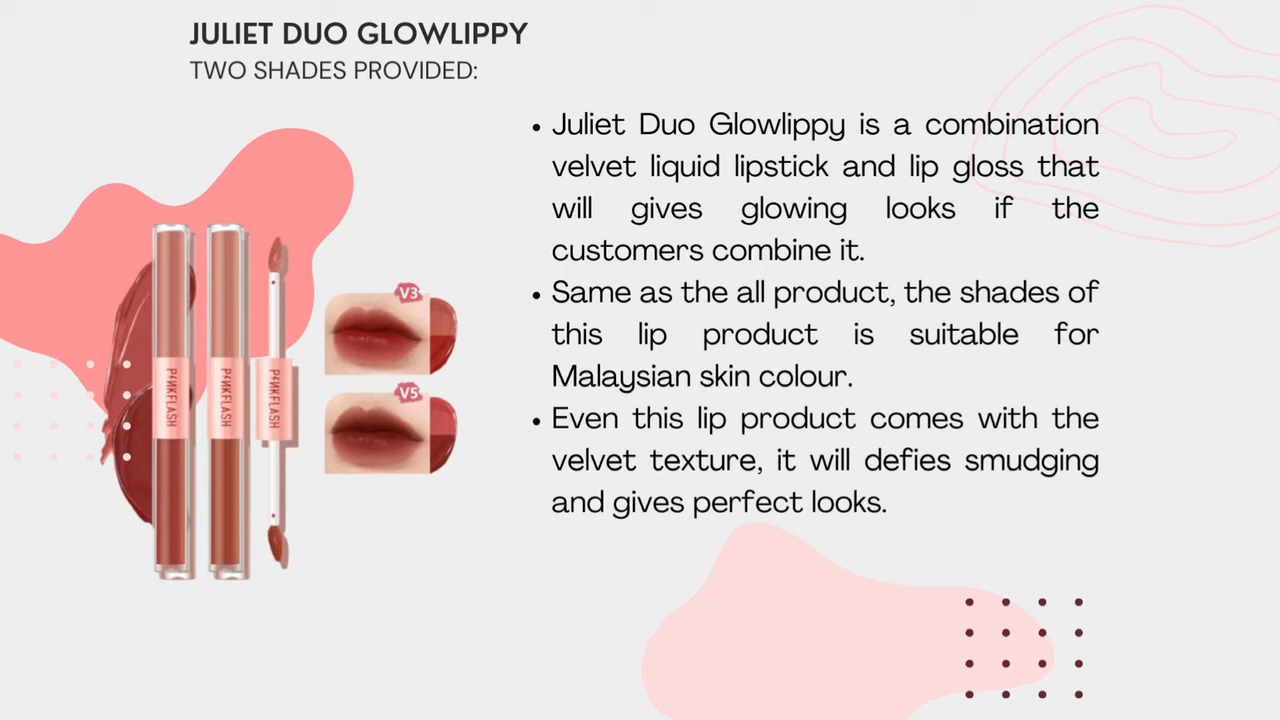 JULIET DUO GLOWLIPPY
TWO SHADES PROVIDED:
• Juliet Duo Glowlippy is a combination
velvet liquid lipstick and lip gloss that
will gives glowing looks if the
customers combine it.
• Same as the all product, the shades of
this lip product is suitable for
Malaysian skin colour.
• Even this lip product comes with the
velvet texture, it will defies smudging
and gives perfect looks.
PINKFLASH
PINKFLASH
PINKFLASH
V3
V5